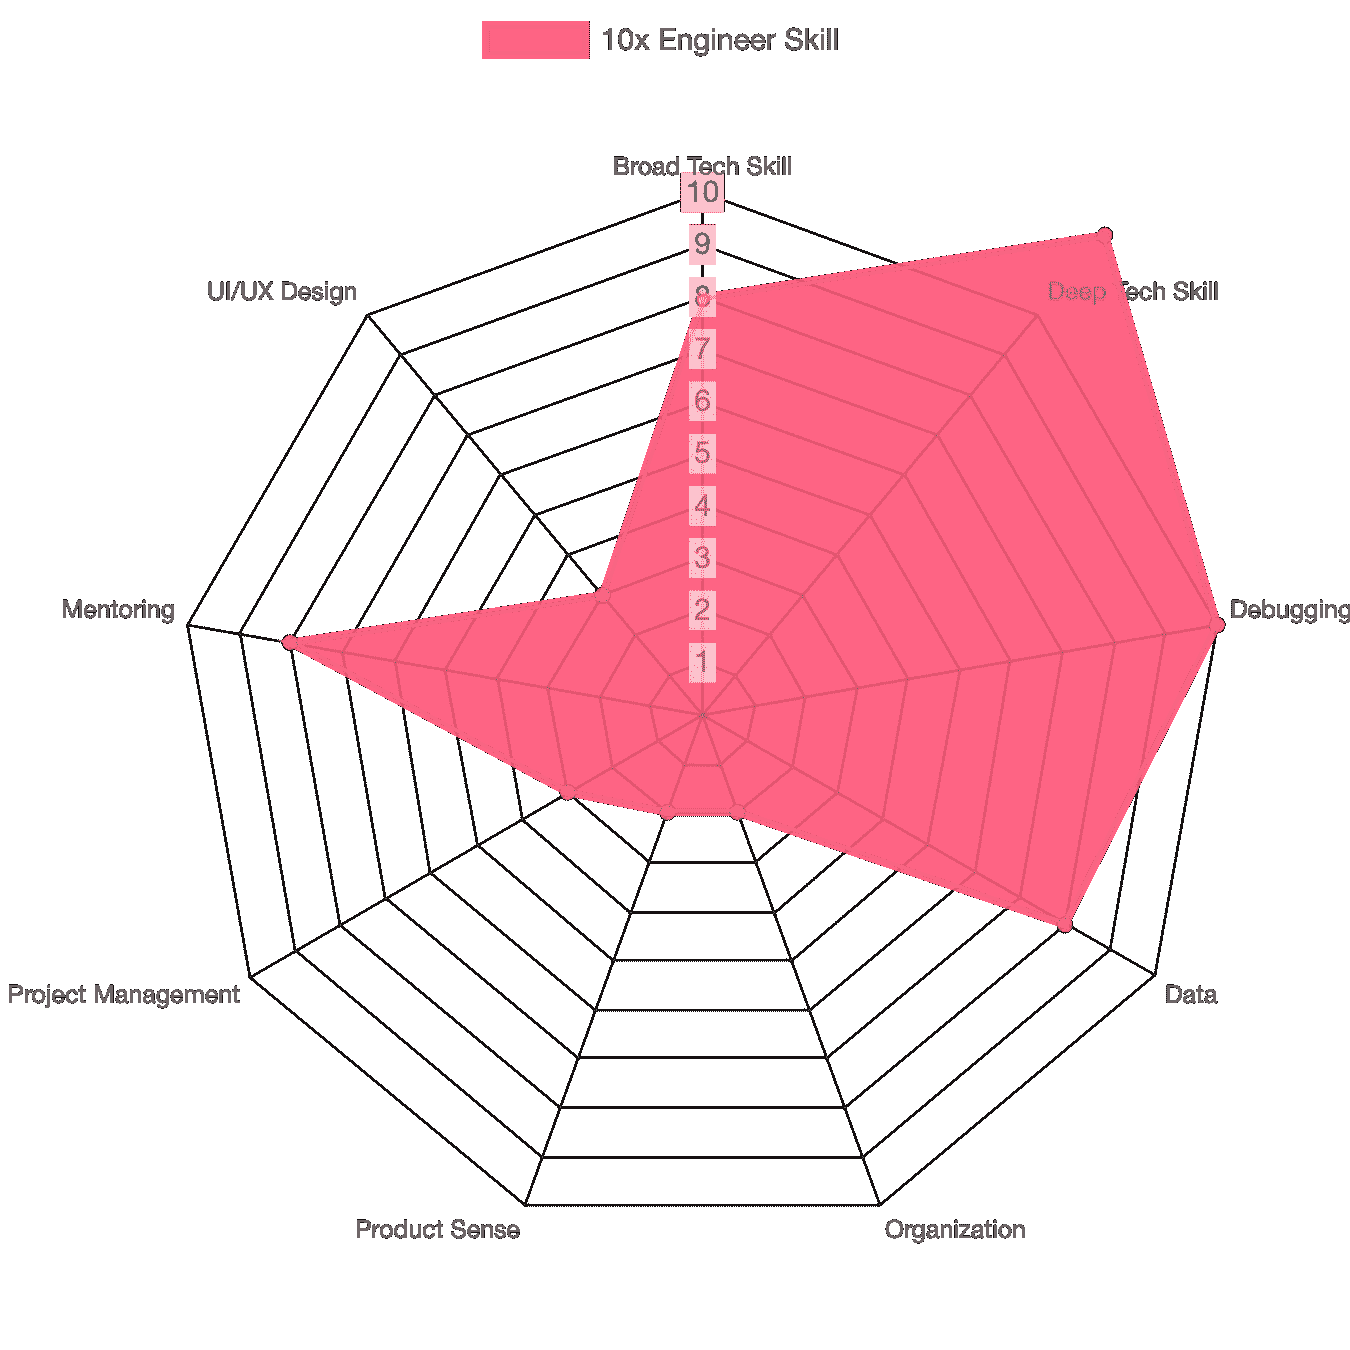 10x Engineer Skill
Broad Tech Skill
10
9
8
7
6
5
4
3
2
1
Deep Tech Skill
Debugging
Data
Organization
Product Sense
Project Management
Mentoring
UI/UX Design